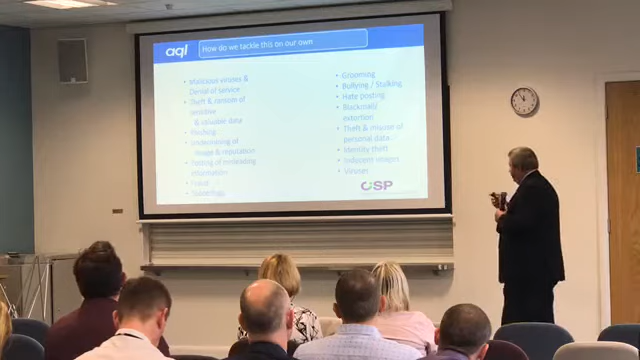 aql
How do we tackle this on our own
• Malicious viruses &
Denial of service
• Theft & ransom of
sensitive
& valuable data
• Phishing
• Undermining of
image & reputation
• Posting of misleading
information
• Fraud
• Grooming
• Bullying / Stalking
• Hate posting
• Blackmail/
extortion
• Theft & misuse of
personal data
• Identity theft
• Indecent images
• Viruses
CSP